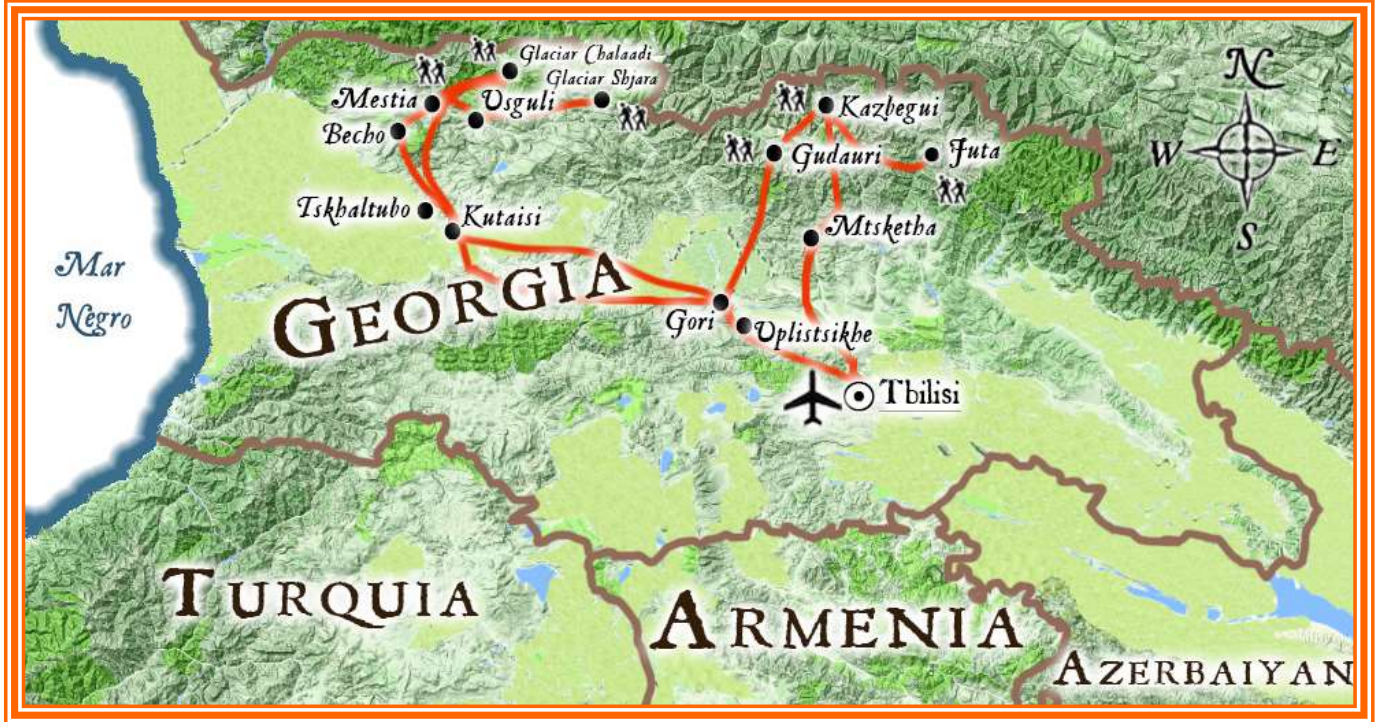 Glaciar Chalaadi
Glaciar Shjara
N
Mestia
Usguli
Kazbegui
Becho
Gudauri
Juta
W
E
Tskhaltubo
Kutaisi
Mtsketha
S
Mar
Negro
GEORGIA
Gori
Uplistsikhe
Tbilisi
TURQUIA
ARMENIA
AZERBAIYAN